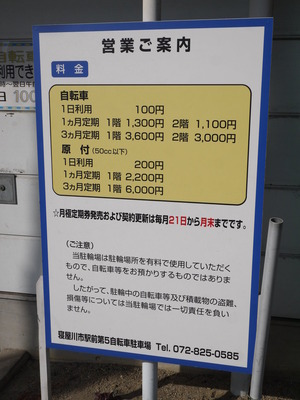 営業ご案内
料金
自転車
1日利用 100円
1ヵ月定期 1階 1,300円 2階 1,100円
3ヵ月定期 1階 3,600円 2階 3,000円
原付(50cc以下)
1日利用 200円
1ヵ月定期 1階 2,200円
3ヵ月定期 1階 6,000円
☆月極定期券発売および契約更新は毎月21日から月末までです。
(ご注意)
当駐輪場は駐輪場所を有料で使用していただく
もので、自転車等をお預かりするものではありま
せん。
したがって、駐輪中の自転車等及び積載物の盗難、
損傷等については当駐輪場では一切責任を負い
ません。
寝屋川市駅前第5自転車駐車場 Tel. 072-825-0585